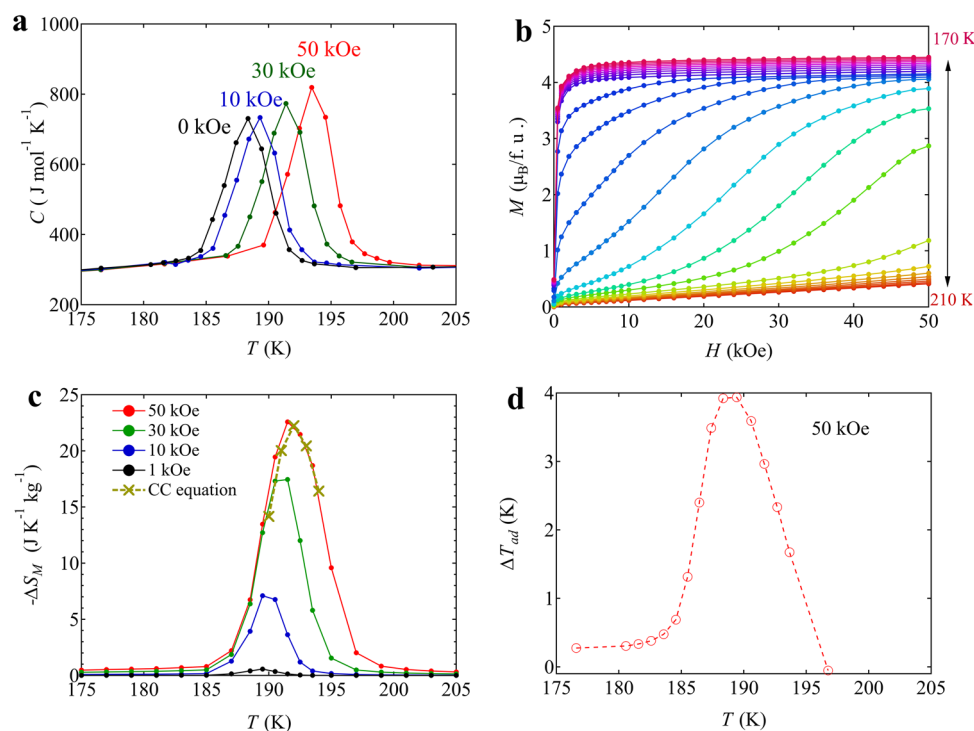 a
1000
800
600
400
200
C ( J mol⁻¹ K⁻¹)
0 kOe
10 kOe
30 kOe
50 kOe
175
180
185
190
195
200
205
T (K)
b
5
4
3
2
1
0
M (μB/f. u .)
170 K
210 K
0
10
20
30
40
50
H (kOe)
c
25
20
15
10
5
0
-ΔS_M (J K⁻¹ kg⁻¹)
50 kOe
30 kOe
10 kOe
1 kOe
CC equation
175
180
185
190
195
200
205
T (K)
d
4
3
2
1
0
ΔT_ad (K)
50 kOe
175
180
185
190
195
200
205
T (K)